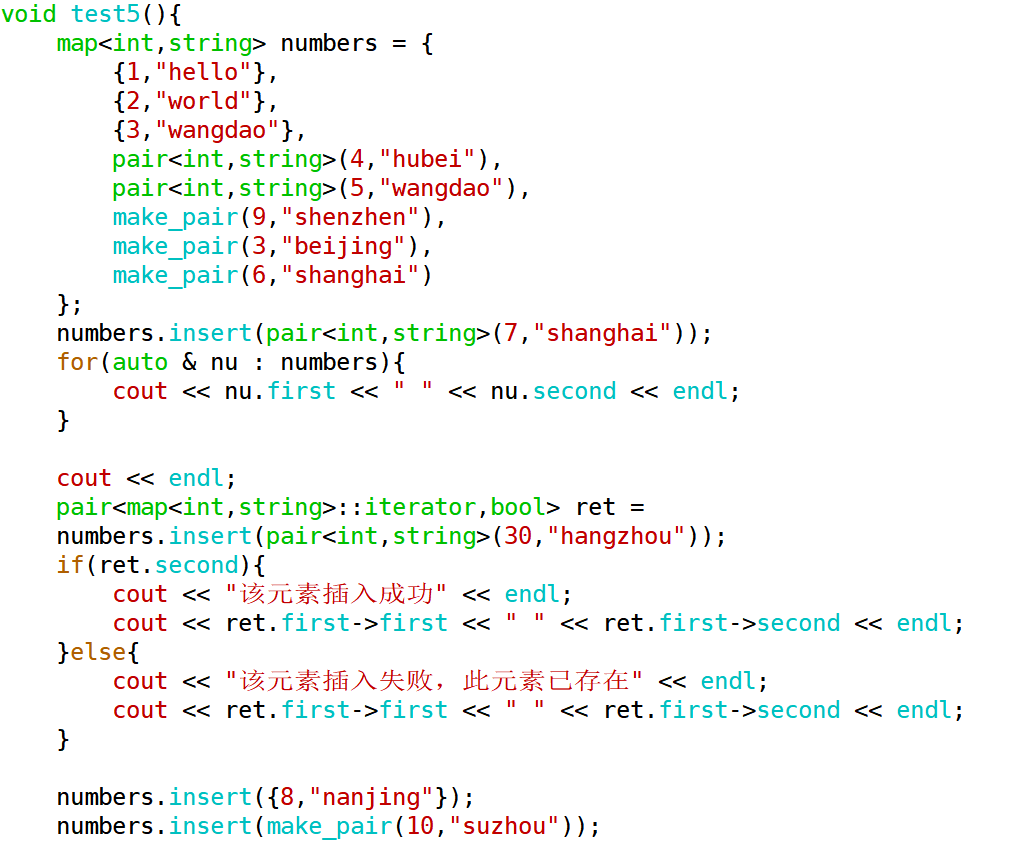 void test5(){
    map<int,string> numbers = {
        {1,"hello"},
        {2,"world"},
        {3,"wangdao"},
        pair<int,string>(4,"hubei"),
        pair<int,string>(5,"wangdao"),
        make_pair(9,"shenzhen"),
        make_pair(3,"beijing"),
        make_pair(6,"shanghai")
    };
    numbers.insert(pair<int,string>(7,"shanghai"));
    for(auto & nu : numbers){
        cout << nu.first << " " << nu.second << endl;
    }

    cout << endl;
    pair<map<int,string>::iterator,bool> ret =
    numbers.insert(pair<int,string>(30,"hangzhou"));
    if(ret.second){
        cout << "该元素插入成功" << endl;
        cout << ret.first->first << " " << ret.first->second << endl;
    }else{
        cout << "该元素插入失败，此元素已存在" << endl;
        cout << ret.first->first << " " << ret.first->second << endl;
    }

    numbers.insert({8,"nanjing"});
    numbers.insert(make_pair(10,"suzhou"));